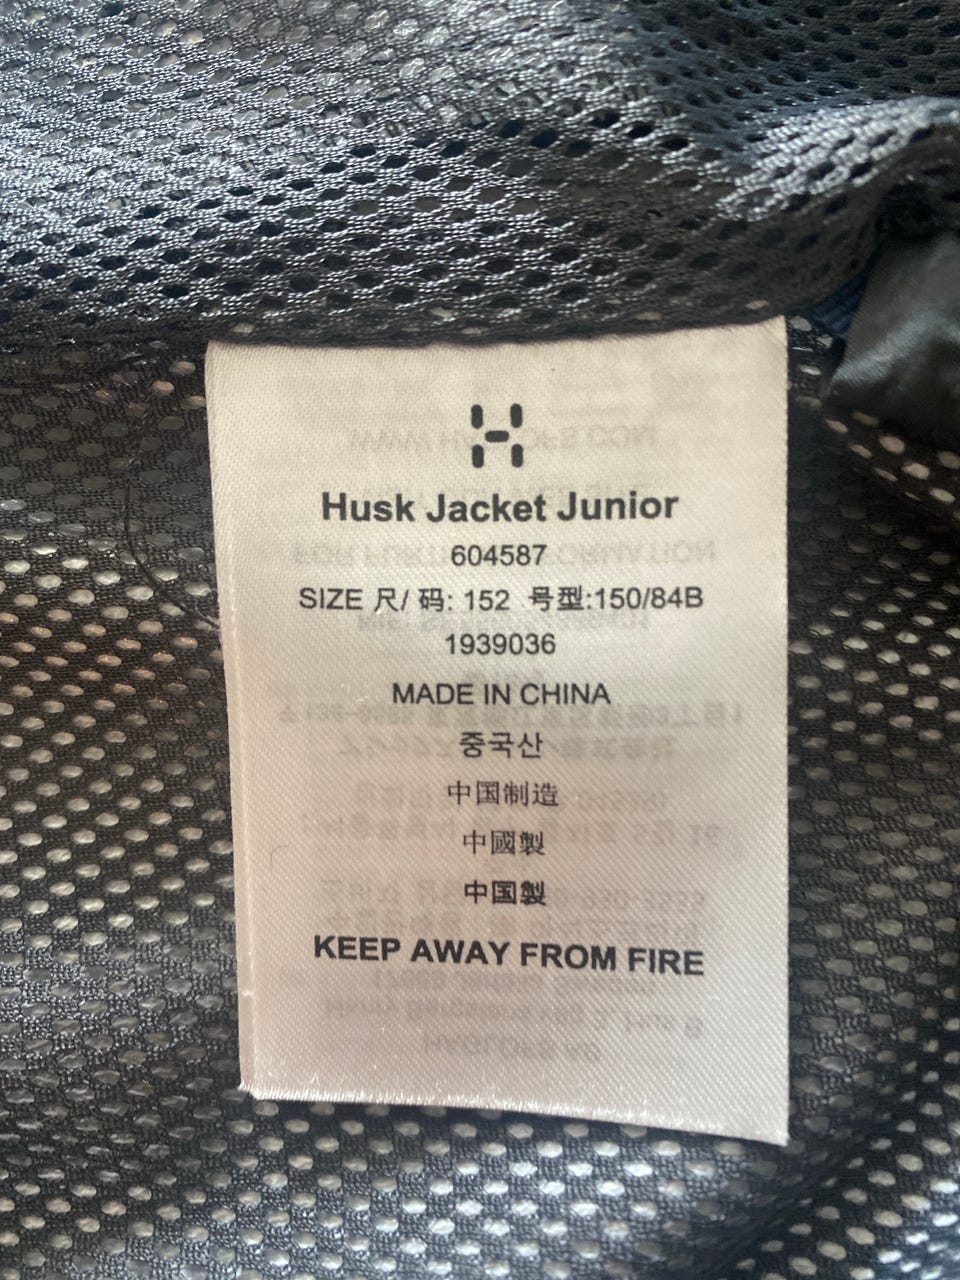 Husk Jacket Junior
604587
SIZE 尺/ 码: 152 号型:150/84B
1939036
MADE IN CHINA
중국산
中国制造
中國製
中国製
KEEP AWAY FROM FIRE